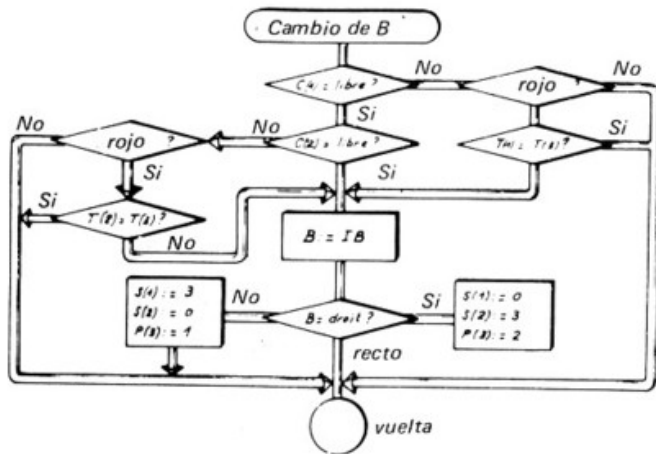 Cambio de B
C(1) = libre?
No
rojo ?
No
Si
No
rojo ?
No
C(2) = libre?
T(1) = T(3)?
Si
Si
Si
Si
Si
T(2) = T(3)?
No
B: = IB
S(1): = 3
S(2): = 0
P(3): = 1
No
B = droit?
Si
S(1): = 0
S(2): = 3
P(3): = 2
recto
vuelta